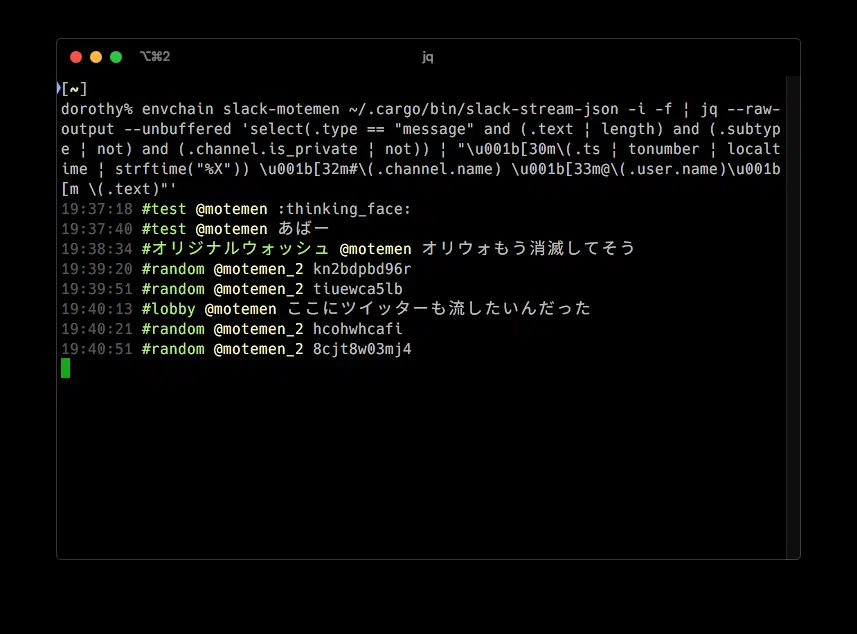 ⌥⌘2
jq
[~]
dorothy% envchain slack-motemen ~/.cargo/bin/slack-stream-json -i -f ¦ jq --raw-
output --unbuffered 'select(.type == "message" and (.text ¦ length) and (.subtyp
e ¦ not) and (.channel.is_private ¦ not)) ¦ "\u001b[30m\(.ts ¦ tonumber ¦ localt
ime ¦ strftime("%X")) \u001b[32m#\(.channel.name) \u001b[33m@\(.user.name)\u001b
[m \(.text)"'
19:37:18 #test @motemen :thinking_face:
19:37:40 #test @motemen あばー
19:38:34 #オリジナルウォッシュ @motemen オリウォもう消滅してそう
19:39:20 #random @motemen_2 kn2bdpbd96r
19:39:51 #random @motemen_2 tiuewca5lb
19:40:13 #lobby @motemen ここにツイッターも流したいんだった
19:40:21 #random @motemen_2 hcohwhcafi
19:40:51 #random @motemen_2 8cjt8w03mj4